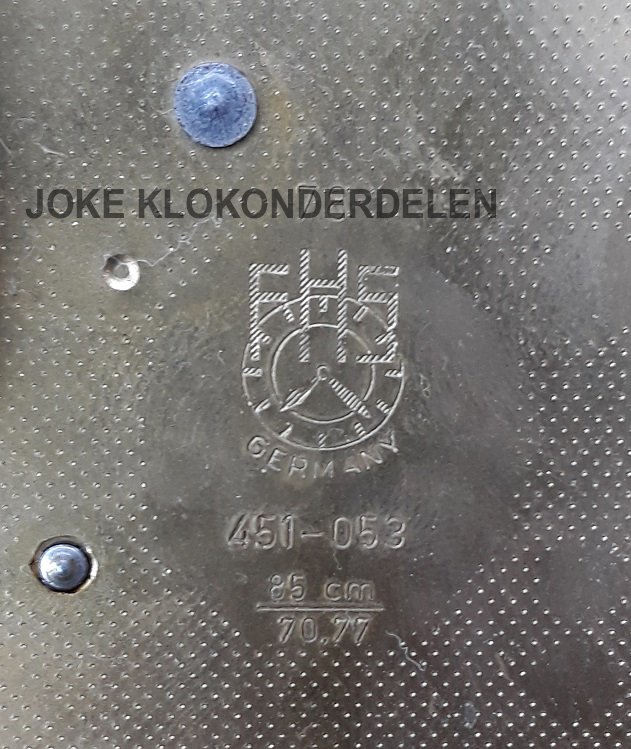 JOKE KLOKONDERDELEN
FHS
GERMANY
451-053
85 cm
70,77